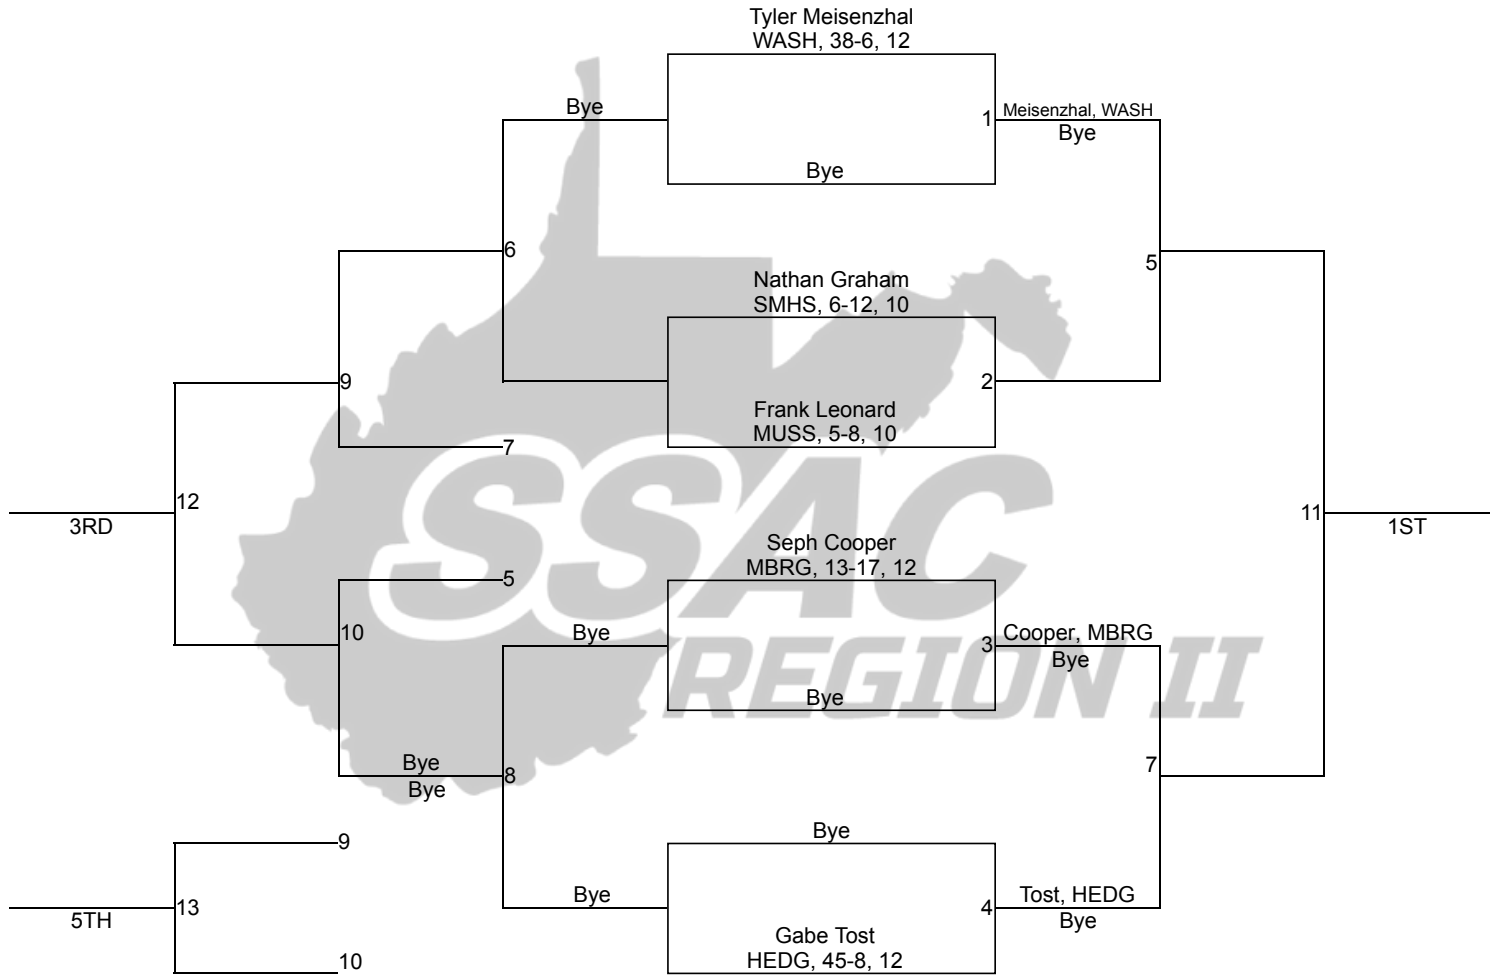 Tyler Meisenzhal
WASH, 38-6, 12
Bye
1
Meisenzhal, WASH
Bye
Bye
6
5
Nathan Graham
SMHS, 6-12, 10
9
2
Frank Leonard
MUSS, 5-8, 10
7
12
3RD
11
1ST
SSAC
REGION II
Seph Cooper
MBRG, 13-17, 12
5
10
Bye
3
Cooper, MBRG
Bye
Bye
Bye
8
Bye
7
Bye
9
Bye
4
Tost, HEDG
Bye
13
5TH
Gabe Tost
HEDG, 45-8, 12
10